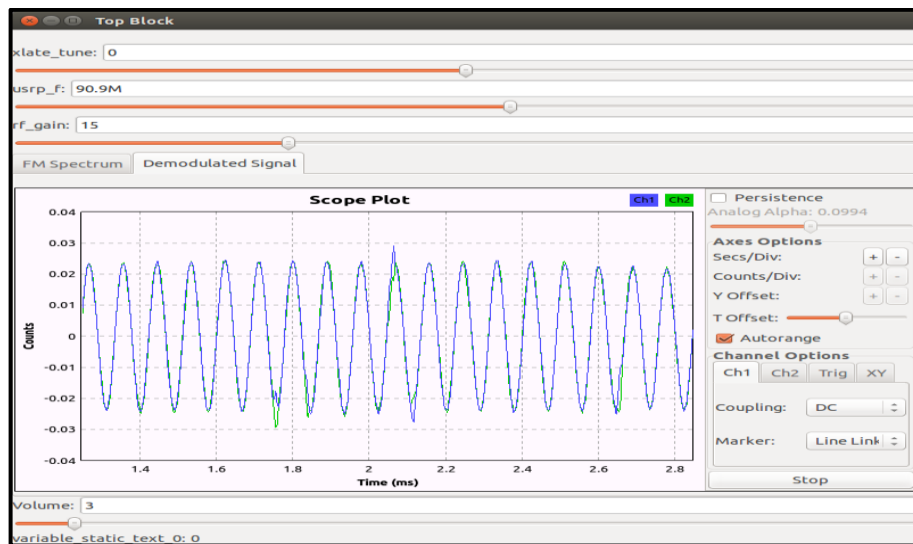 Top Block
xlate_tune: 0
usrp_f: 90.9M
rf_gain: 15
FM Spectrum Demodulated Signal
Scope Plot Ch1 Ch2
0.04
0.03
0.02
0.01
0
-0.01
-0.02
-0.03
-0.04
Counts
1.4 1.6 1.8 2 2.2 2.4 2.6 2.8
Time (ms)
Persistence
Analog Alpha: 0.0994
Axes Options
Secs/Div: + -
Counts/Div: + -
Y Offset: + -
T Offset:
Autorange
Channel Options
Ch1 Ch2 Trig XY
Coupling: DC
Marker: Line Link
Stop
Volume: 3
variable_static_text_0: 0